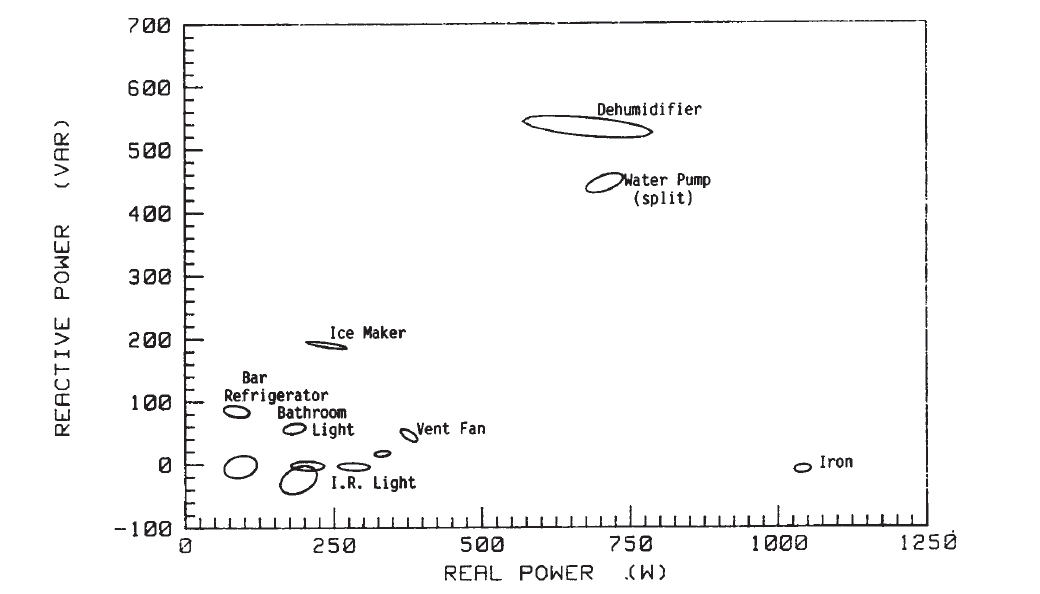 700
600
500
400
300
200
100
0
-100
REACTIVE POWER (VAR)
Dehumidifier
Water Pump
(split)
Ice Maker
Bar
Refrigerator
Bathroom
Light
Vent Fan
I.R. Light
Iron
0 250 500 750 1000 1250
REAL POWER .(W)